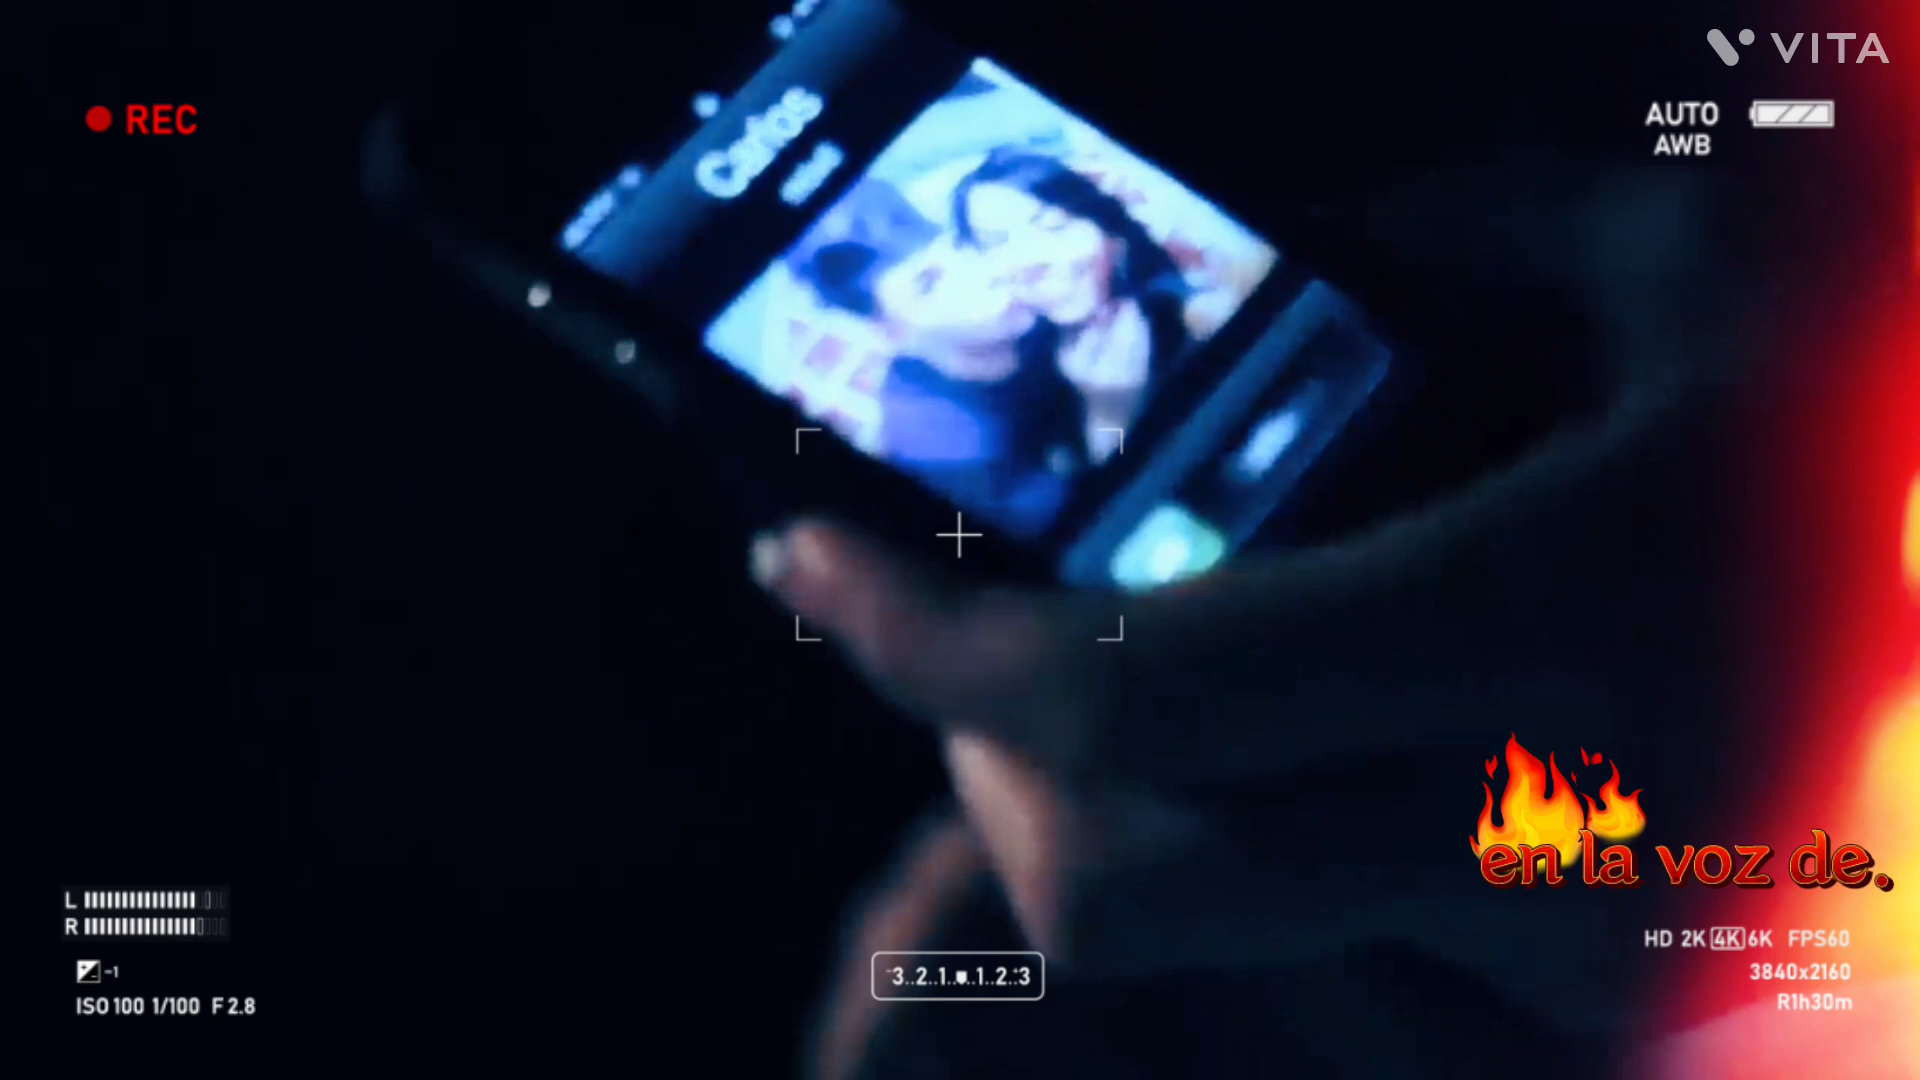 VITA
REC
AUTO
AWB
Carlos
en la voz de.
L
R
-1
ISO 100 1/100 F 2.8
-3..2..1..■..1..2..+3
HD 2K 4K 6K FPS60
3840x2160
R1h30m